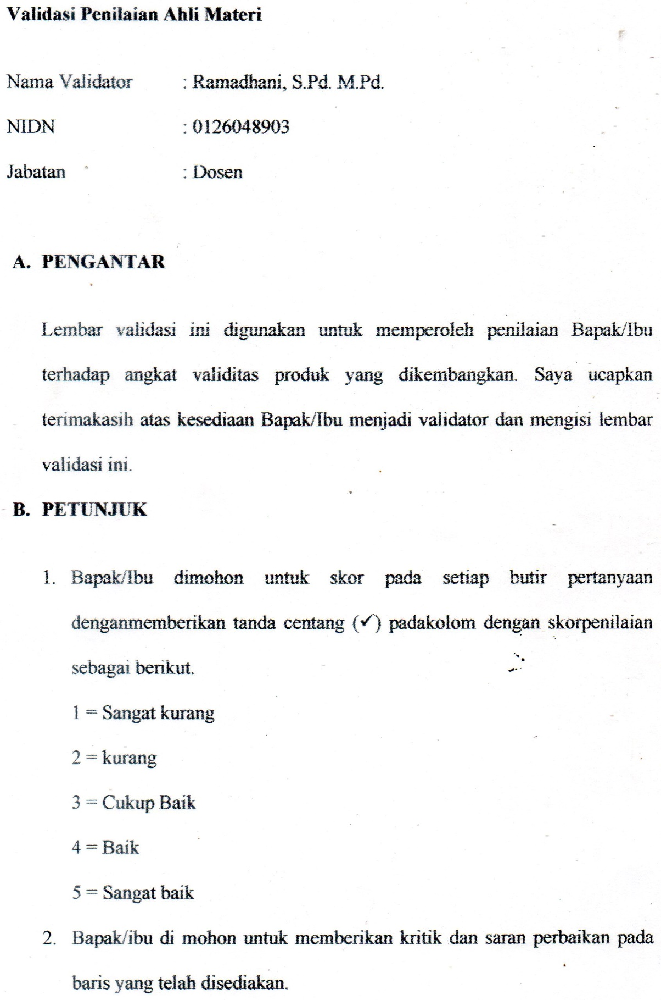 Validasi Penilaian Ahli Materi
Nama Validator : Ramadhani, S.Pd. M.Pd.
NIDN : 0126048903
Jabatan : Dosen
A. PENGANTAR
Lembar validasi ini digunakan untuk memperoleh penilaian Bapak/Ibu
terhadap angkat validitas produk yang dikembangkan. Saya ucapkan
terimakasih atas kesediaan Bapak/Ibu menjadi validator dan mengisi lembar
validasi ini.
B. PETUNJUK
1. Bapak/Ibu dimohon untuk skor pada setiap butir pertanyaan
denganmemberikan tanda centang (✓) padakolom dengan skorpenilaian
sebagai berikut.
1 = Sangat kurang
2 = kurang
3 = Cukup Baik
4 = Baik
5 = Sangat baik
2. Bapak/ibu di mohon untuk memberikan kritik dan saran perbaikan pada
baris yang telah disediakan.